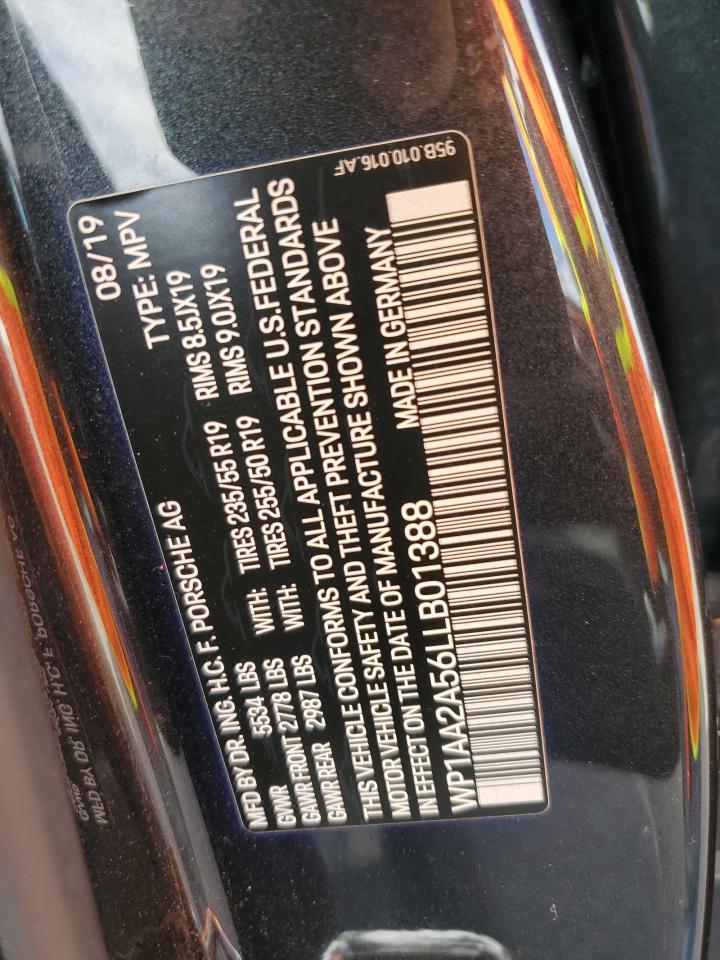 MFD BY DR. ING. H.C. F. PORSCHE AG 08/19
GVWR 5534 LBS TYPE: MPV
GAWR FRONT 2778 LBS WITH: TIRES 235/55 R19 RIMS 8.5JX19
GAWR REAR 2987 LBS WITH: TIRES 255/50 R19 RIMS 9.0JX19
THIS VEHICLE CONFORMS TO ALL APPLICABLE U.S. FEDERAL
MOTOR VEHICLE SAFETY AND THEFT PREVENTION STANDARDS
IN EFFECT ON THE DATE OF MANUFACTURE SHOWN ABOVE
WP1AA2A56LLB01388 MADE IN GERMANY
95B.010.016.AF